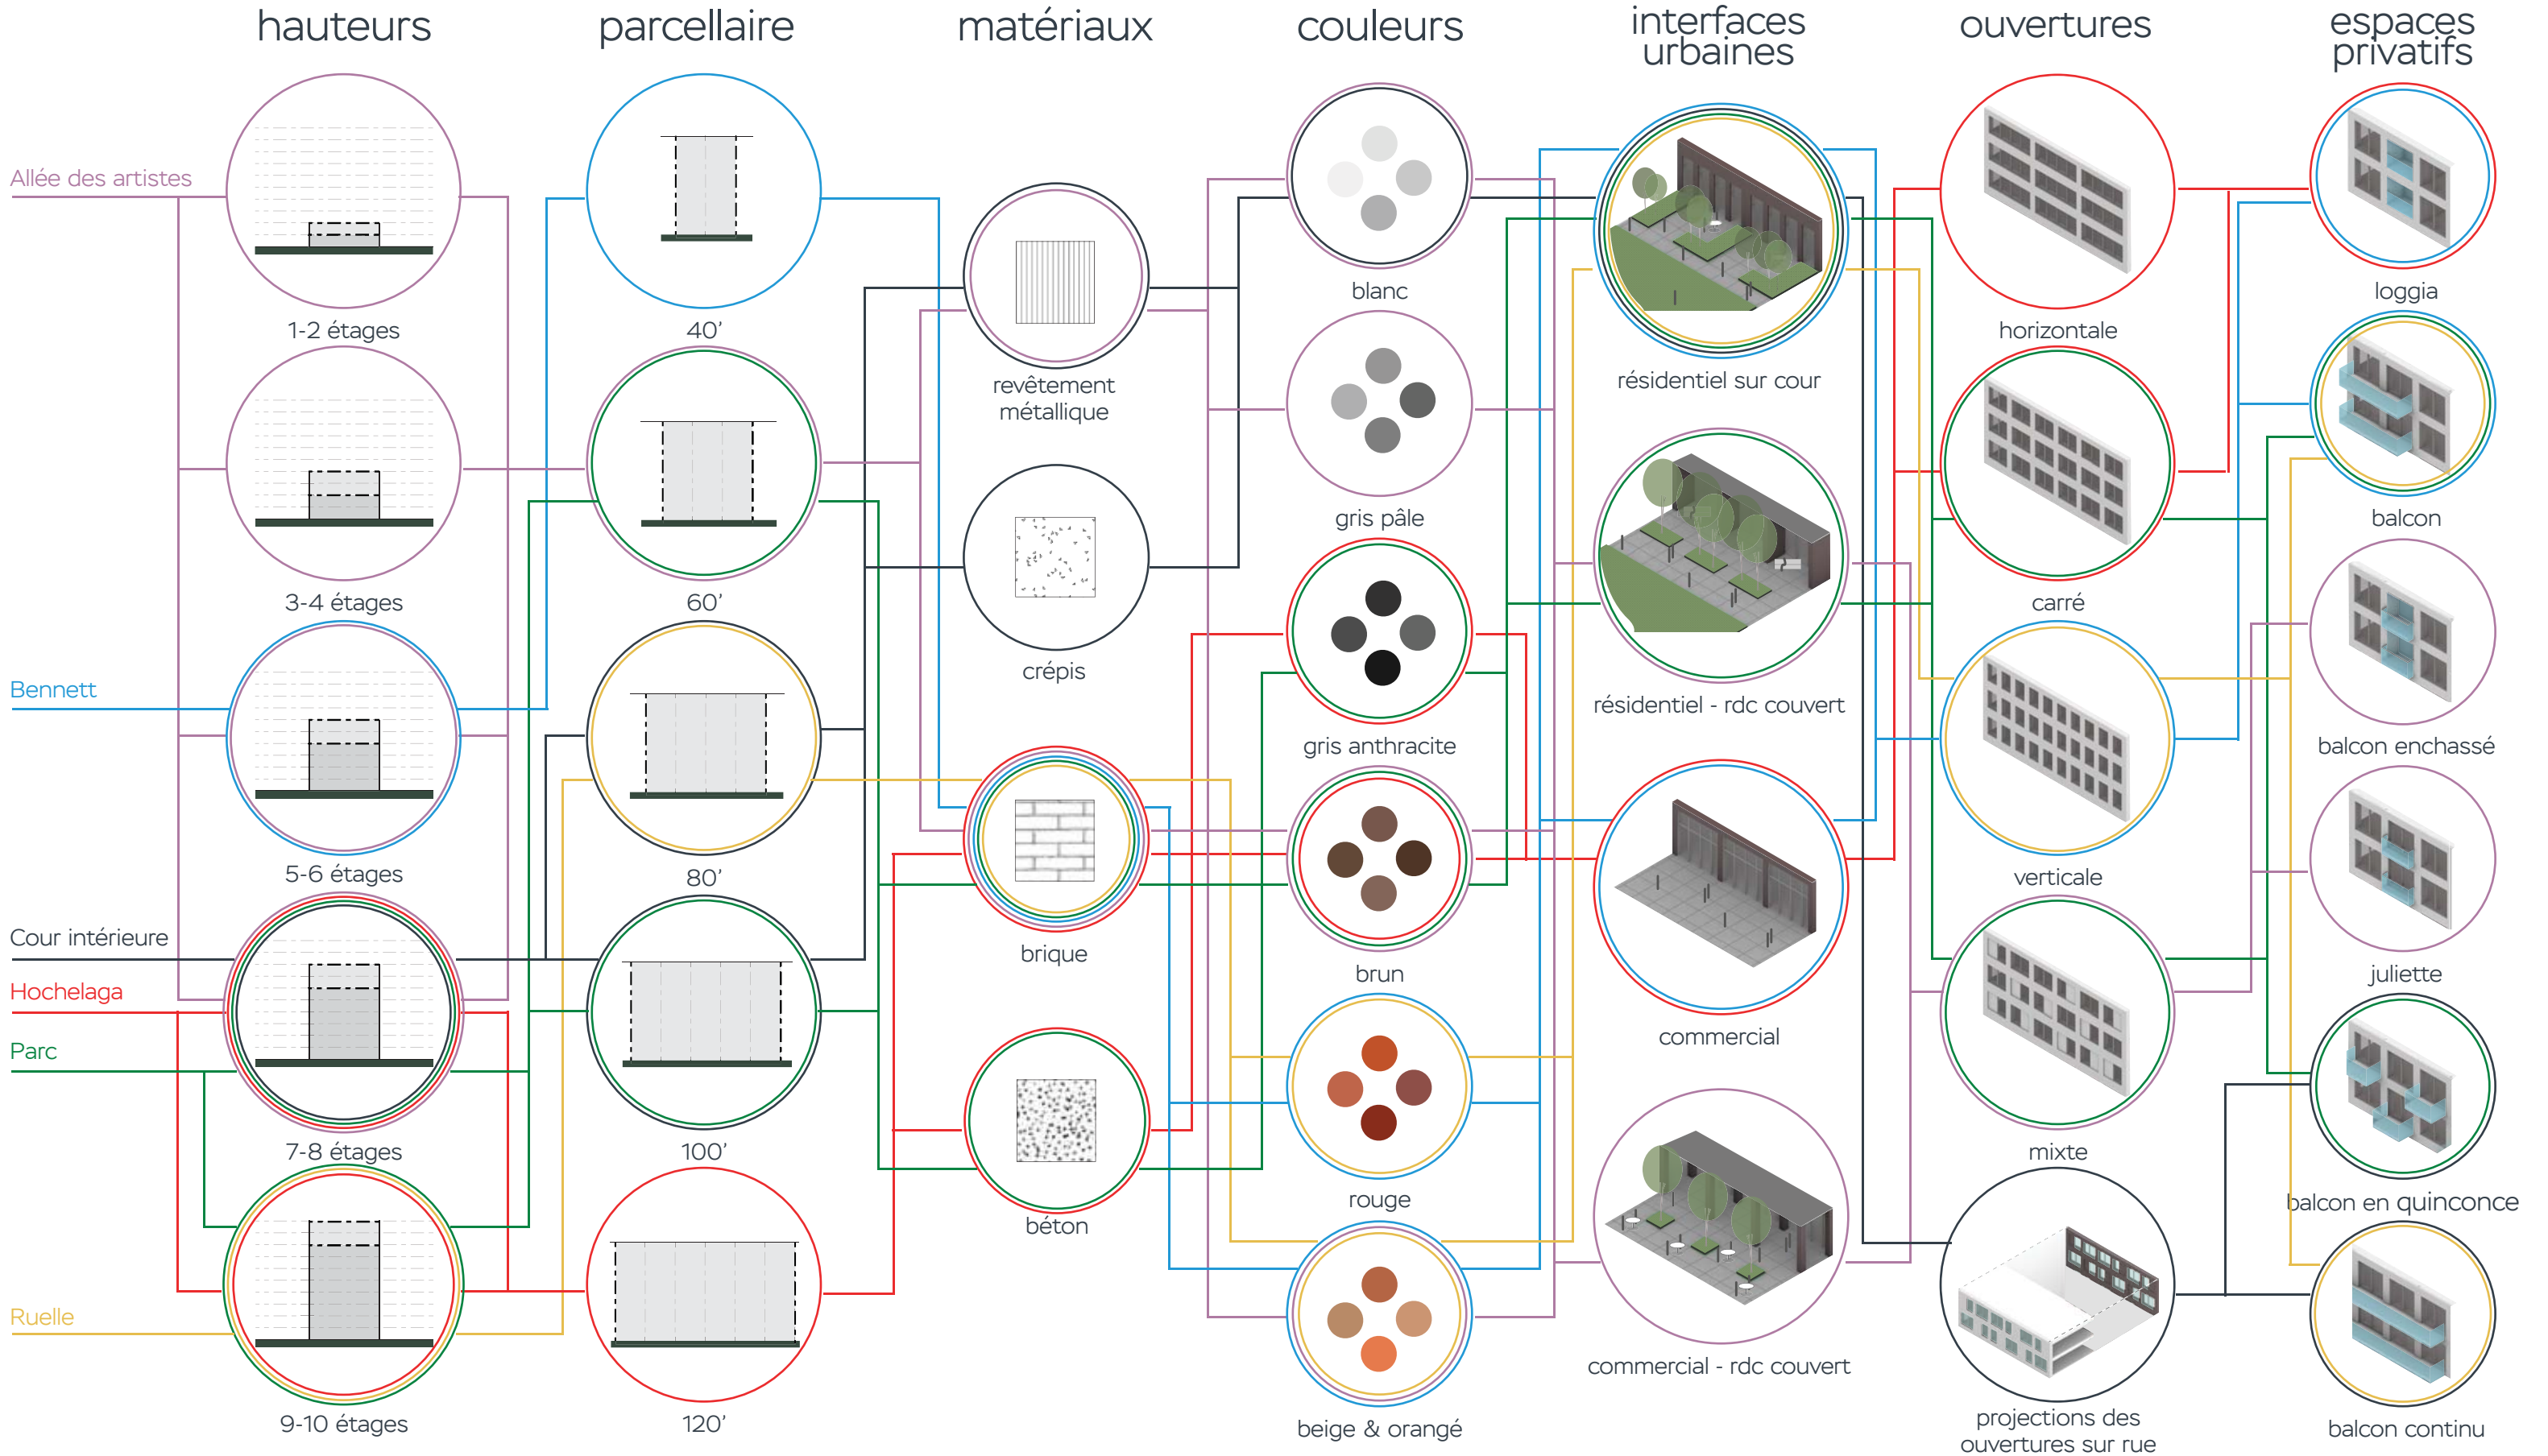 hauteurs
parcellaire
matériaux
couleurs
interfaces
urbaines
ouvertures
espaces
privatifs
Allée des artistes
Bennett
Cour intérieure
Hochelaga
Parc
Ruelle
1-2 étages
3-4 étages
5-6 étages
7-8 étages
9-10 étages
40’
60’
80’
100’
120’
revêtement
métallique
crépis
brique
béton
blanc
gris pâle
gris anthracite
brun
rouge
beige & orangé
résidentiel sur cour
résidentiel - rdc couvert
commercial
commercial - rdc couvert
horizontale
carré
verticale
mixte
projections des
ouvertures sur rue
loggia
balcon
balcon enchassé
juliette
balcon en quinconce
balcon continu